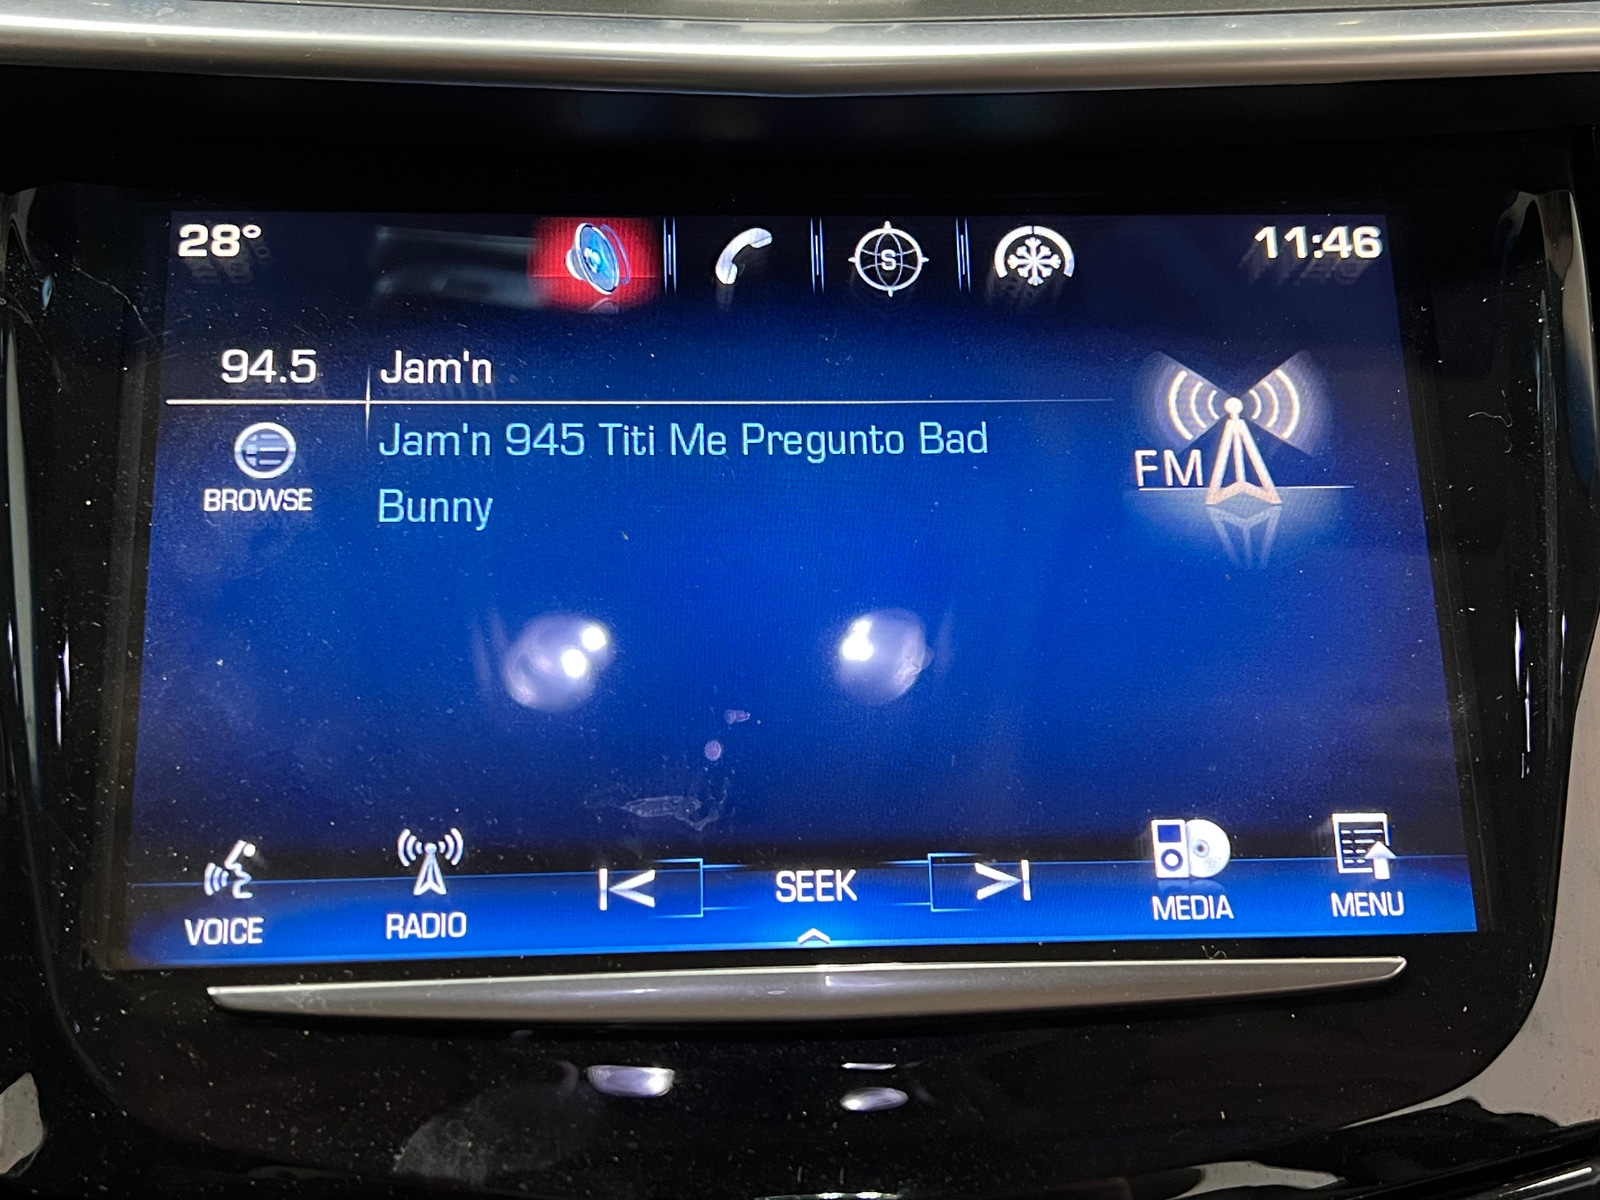 28° S 11:46
94.5 Jam'n
Jam'n 945 Titi Me Pregunto Bad
Bunny
BROWSE
FM
VOICE RADIO SEEK MEDIA MENU